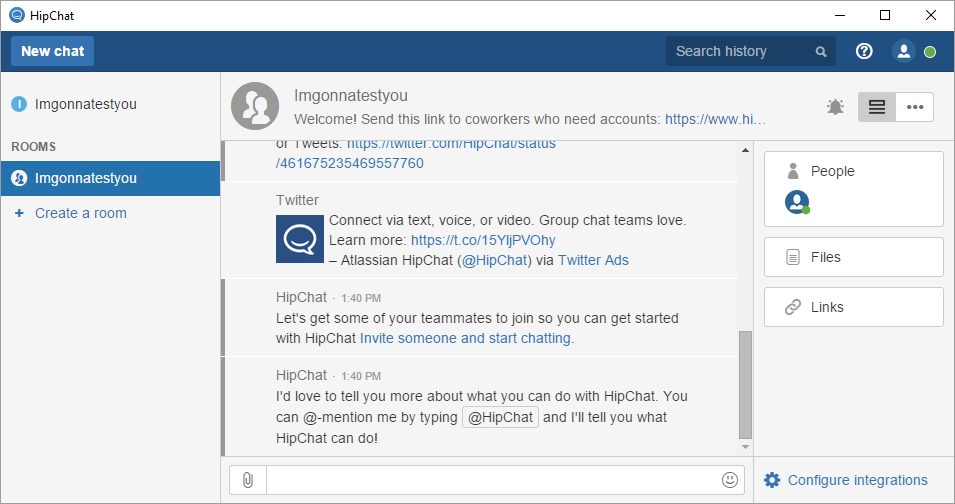 HipChat
New chat
Search history
Imgonnatestyou
ROOMS
Imgonnatestyou
+ Create a room
Imgonnatestyou
Welcome! Send this link to coworkers who need accounts: https://www.hi…
or Tweets: https://twitter.com/HipChat/status
/461675235469557760
Twitter
Connect via text, voice, or video. Group chat teams love.
Learn more: https://t.co/15YljPVOhy
– Atlassian HipChat (@HipChat) via Twitter Ads
HipChat · 1:40 PM
Let's get some of your teammates to join so you can get started
with HipChat Invite someone and start chatting.
HipChat · 1:40 PM
I'd love to tell you more about what you can do with HipChat. You
can @-mention me by typing @HipChat and I'll tell you what
HipChat can do!
People
Files
Links
Configure integrations